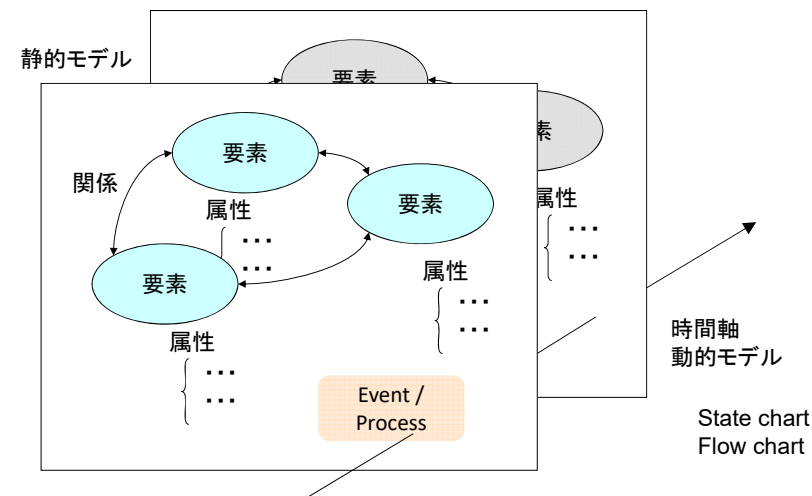 静的モデル
要素
要素
関係
要素
素
属性
…
…
要素
属性
…
…
属性
…
…
要素
属性
…
…
Event /
Process
時間軸
動的モデル
State chart
Flow chart